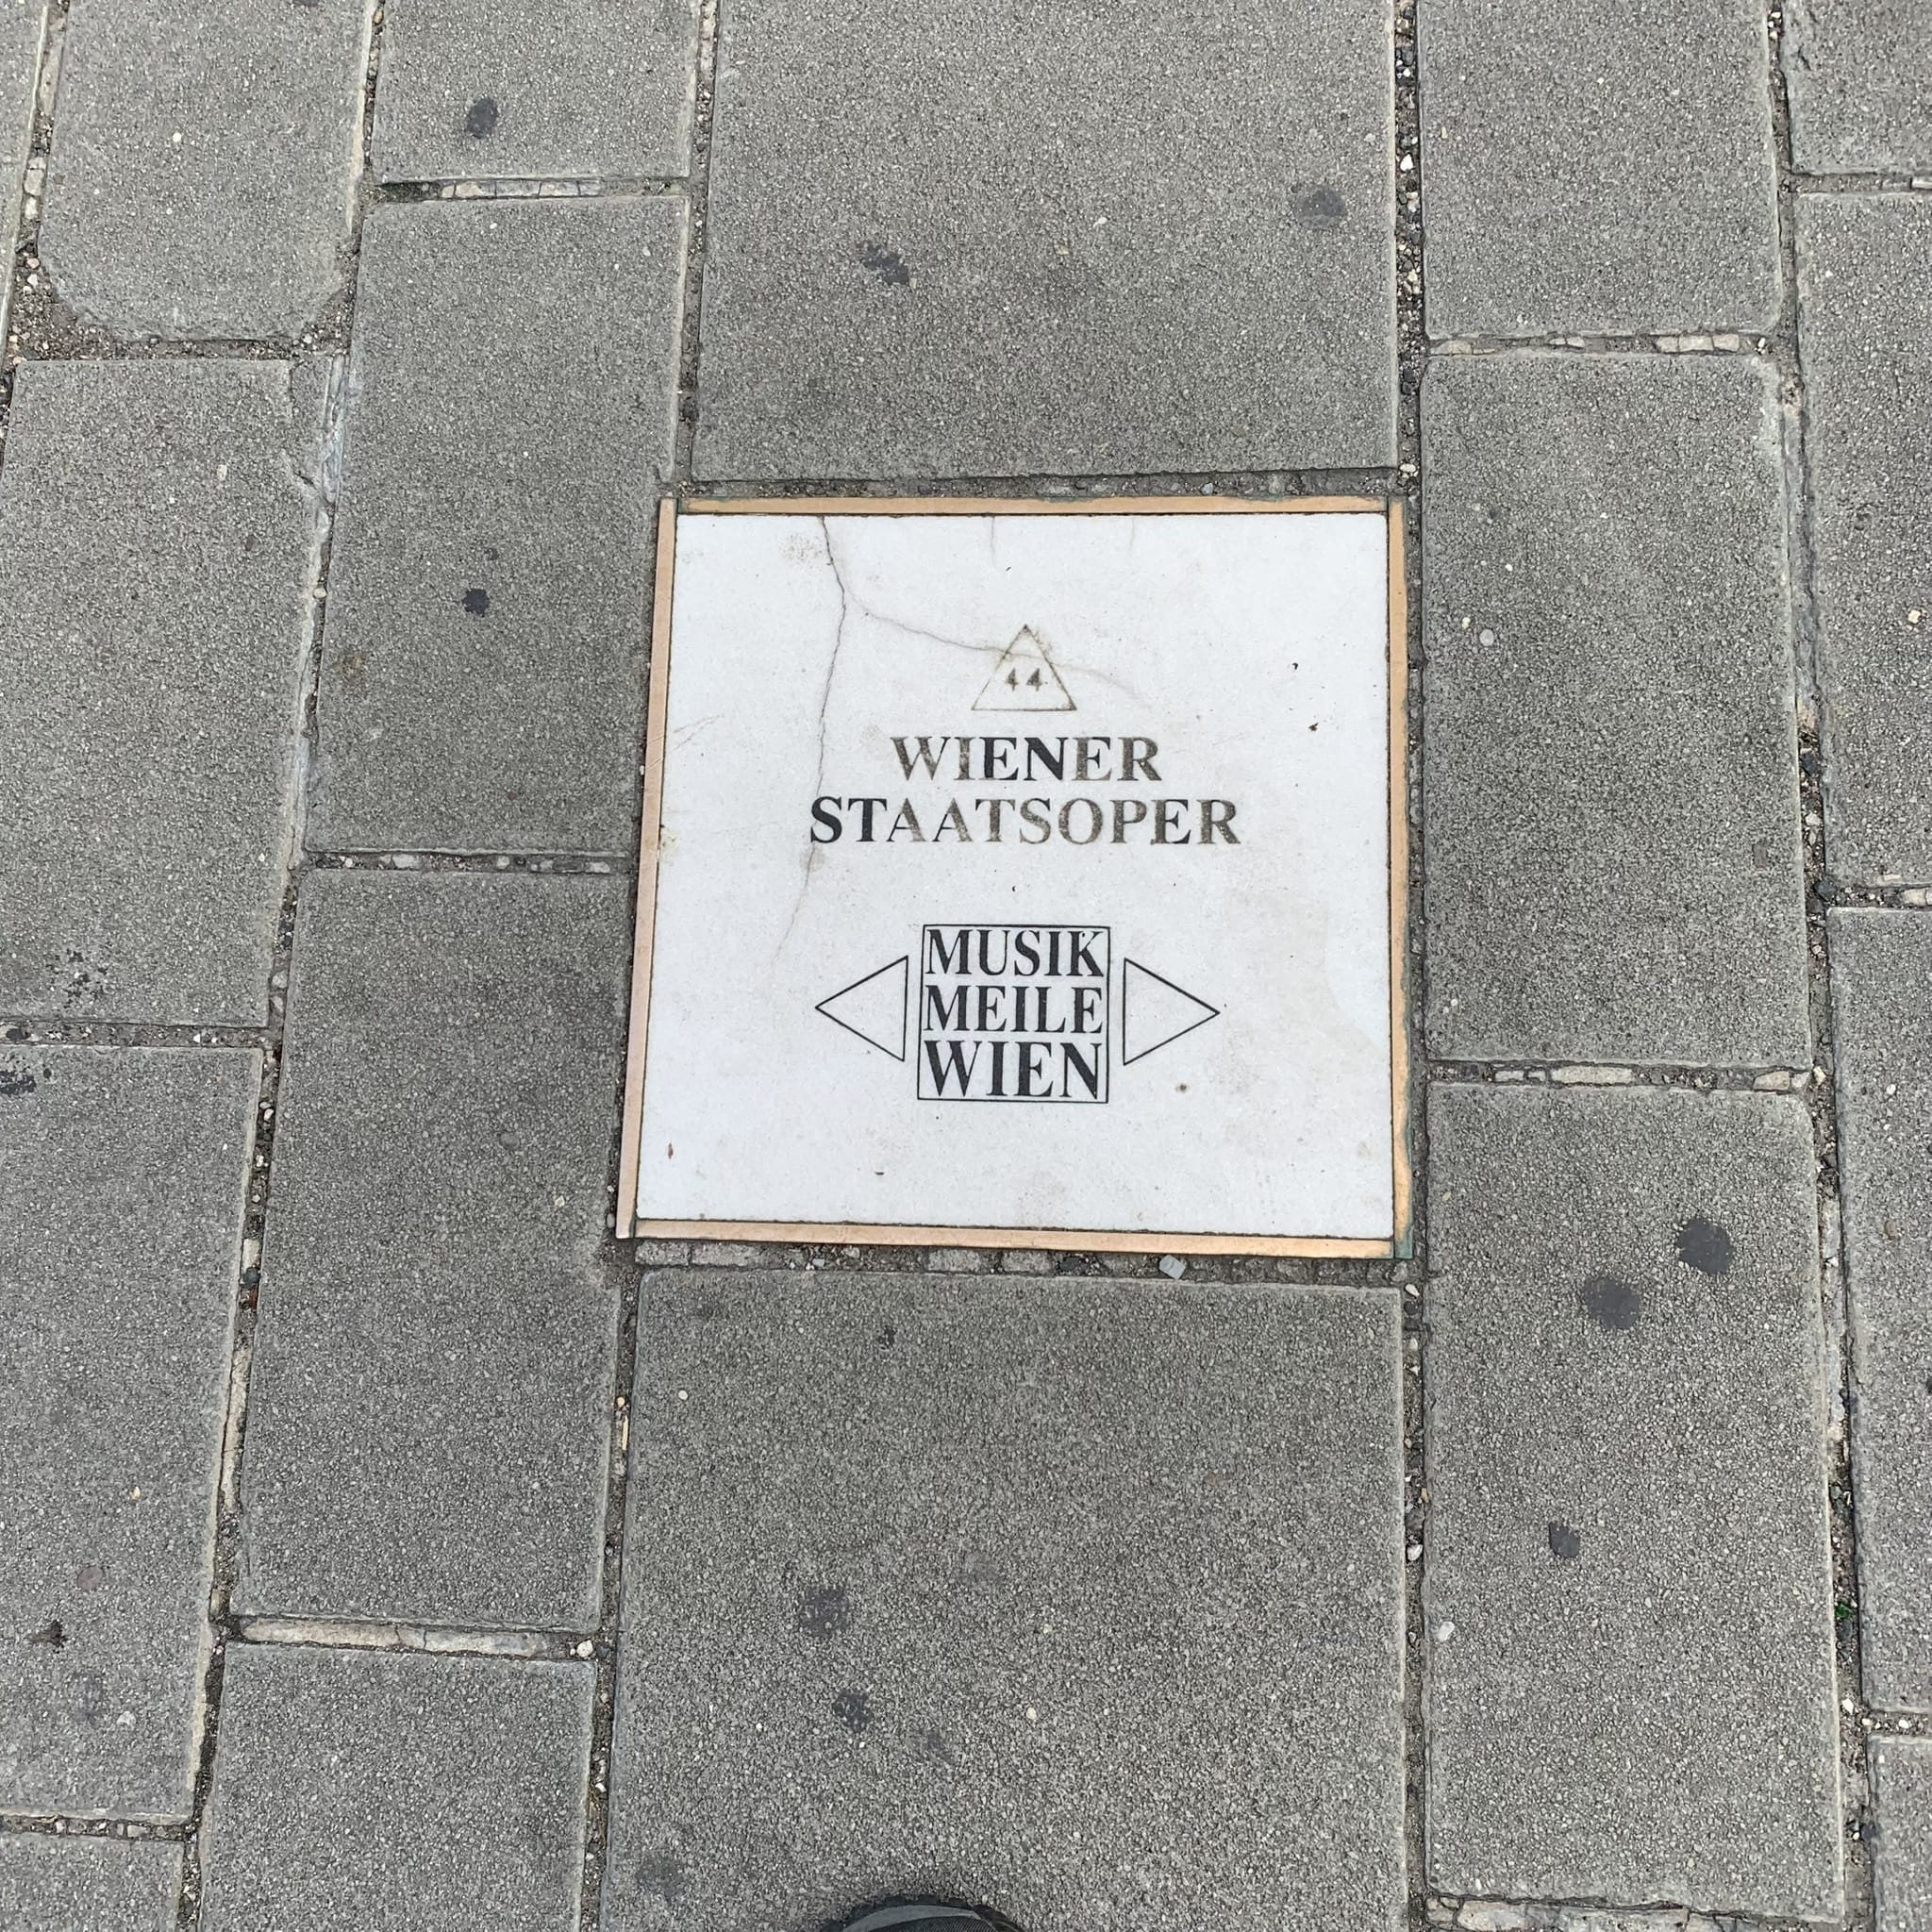 44
WIENER
STAATSOPER
MUSIK
MEILE
WIEN